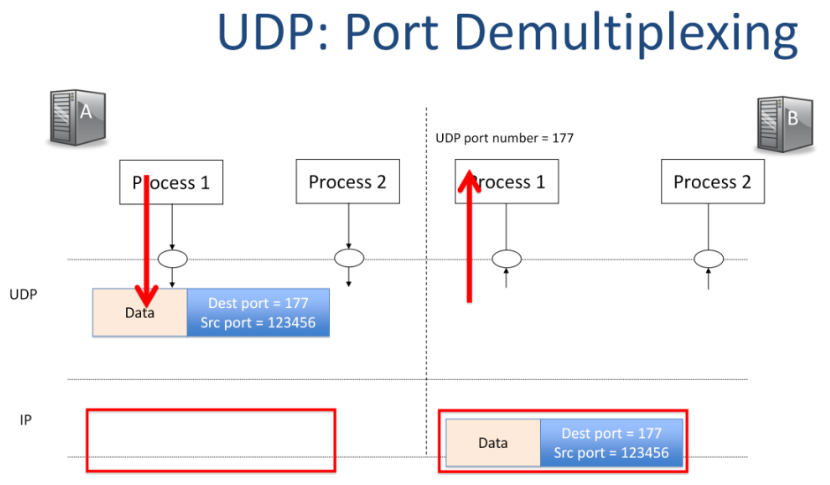 UDP: Port Demultiplexing
A
B
UDP port number = 177
Process 1
Process 2
Process 1
Process 2
UDP
Data
Dest port = 177
Src port = 123456
IP
Data
Dest port = 177
Src port = 123456